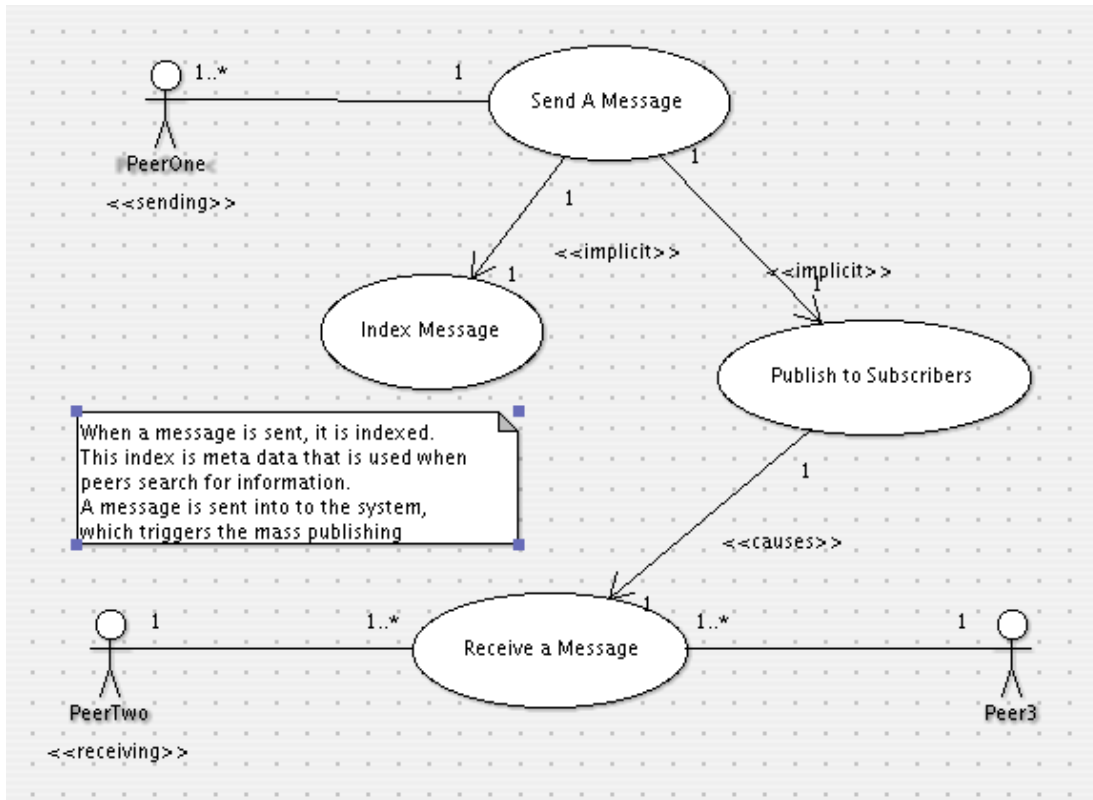 1..*
1
Send A Message
PeerOne
<<sending>>
1
1
<<implicit>>
<<implicit>>
1
1
Index Message
Publish to Subscribers
When a message is sent, it is indexed.
This index is meta data that is used when
peers search for information.
A message is sent into to the system,
which triggers the mass publishing
1
<<causes>>
1
1
1..*
1..*
1
Receive a Message
PeerTwo
Peer3
<<receiving>>